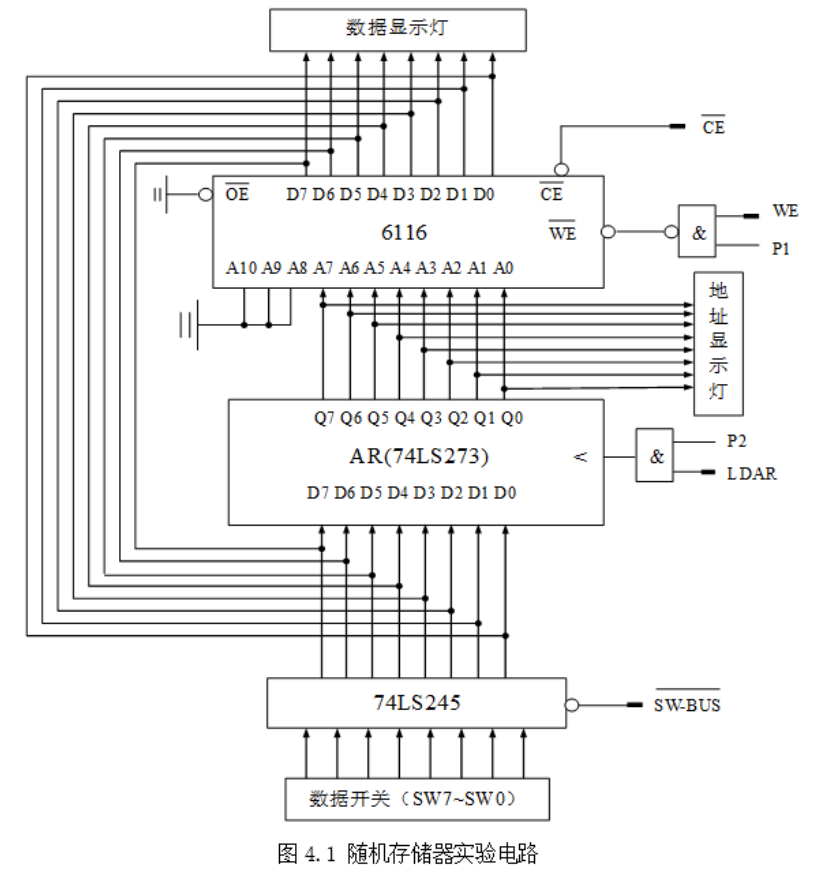 数据显示灯
CE
OE D7 D6 D5 D4 D3 D2 D1 D0 CE
6116 WE & WE
P1
A10 A9 A8 A7 A6 A5 A4 A3 A2 A1 A0
地址显示灯
Q7 Q6 Q5 Q4 Q3 Q2 Q1 Q0
AR(74LS273) < & P2
LDAR
D7 D6 D5 D4 D3 D2 D1 D0
74LS245 SW-BUS
数据开关（SW7~SW0）
图 4.1 随机存储器实验电路